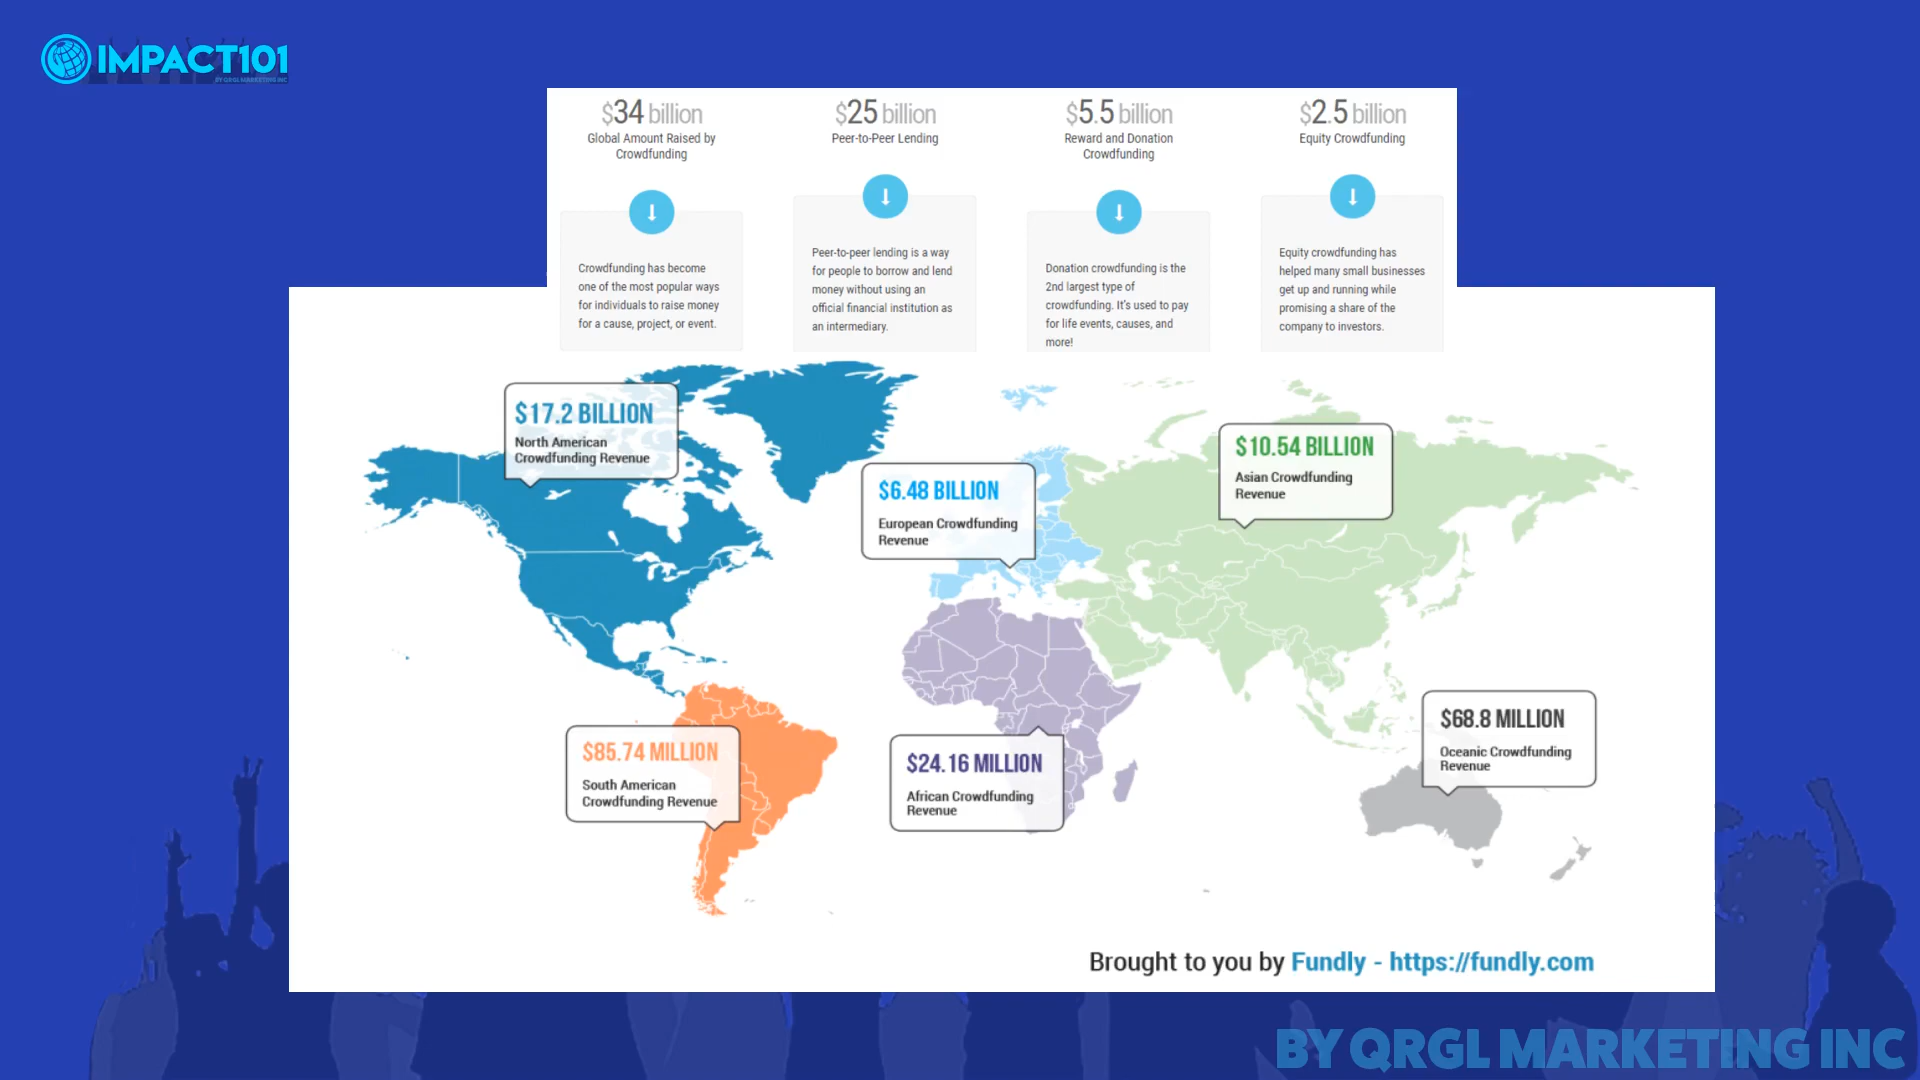 IMPACT101
BY QRGL MARKETING INC
$34 billion
Global Amount Raised by
Crowdfunding
Crowdfunding has become
one of the most popular ways
for individuals to raise money
for a cause, project, or event.
$25 billion
Peer-to-Peer Lending
Peer-to-peer lending is a way
for people to borrow and lend
money without using an
official financial institution as
an intermediary.
$5.5 billion
Reward and Donation
Crowdfunding
Donation crowdfunding is the
2nd largest type of
crowdfunding. It's used to pay
for life events, causes, and
more!
$2.5 billion
Equity Crowdfunding
Equity crowdfunding has
helped many small businesses
get up and running while
promising a share of the
company to investors.
$17.2 BILLION
North American
Crowdfunding Revenue
$6.48 BILLION
European Crowdfunding
Revenue
$10.54 BILLION
Asian Crowdfunding
Revenue
$85.74 MILLION
South American
Crowdfunding Revenue
$24.16 MILLION
African Crowdfunding
Revenue
$68.8 MILLION
Oceanic Crowdfunding
Revenue
Brought to you by Fundly - https://fundly.com
BY QRGL MARKETING INC